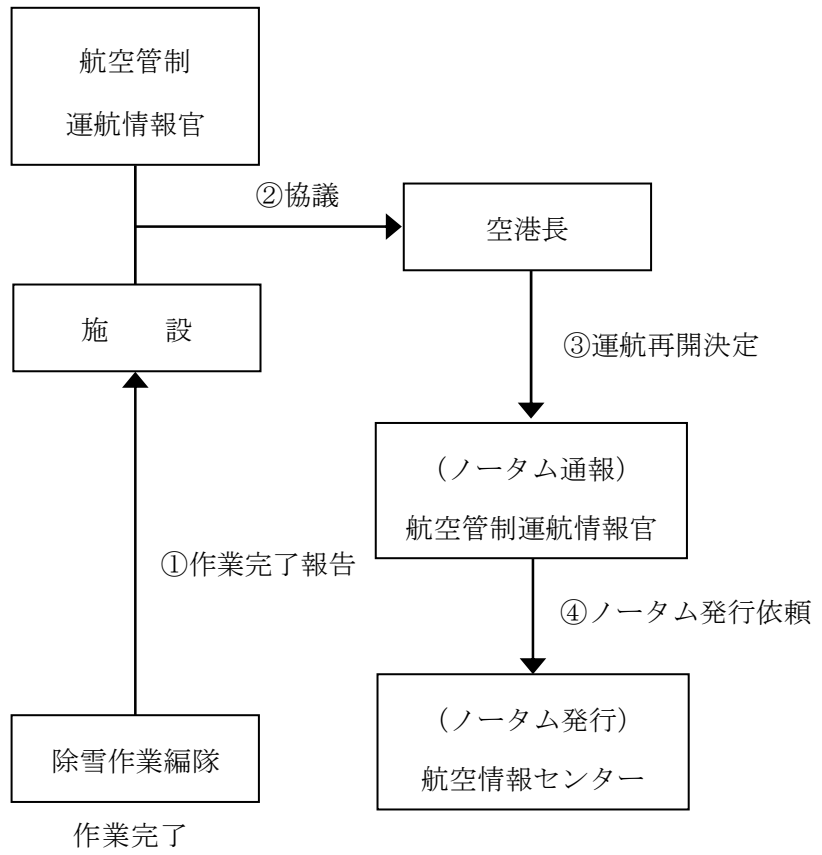 航空管制
運航情報官
②協議
空港長
施　　設
③運航再開決定
（ノータム通報）
航空管制運航情報官
①作業完了報告
④ノータム発行依頼
（ノータム発行）
航空情報センター
除雪作業編隊
作業完了